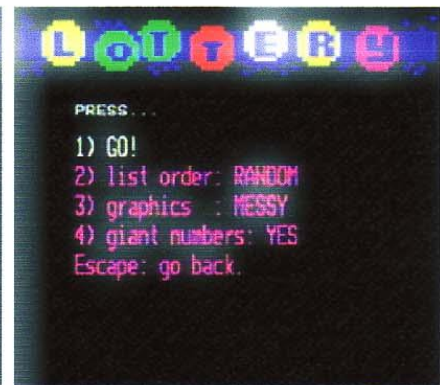 LOTTERY
PRESS...
1) GO!
2) list order: RANDOM
3) graphics : MESSY
4) giant numbers: YES
Escape: go back.